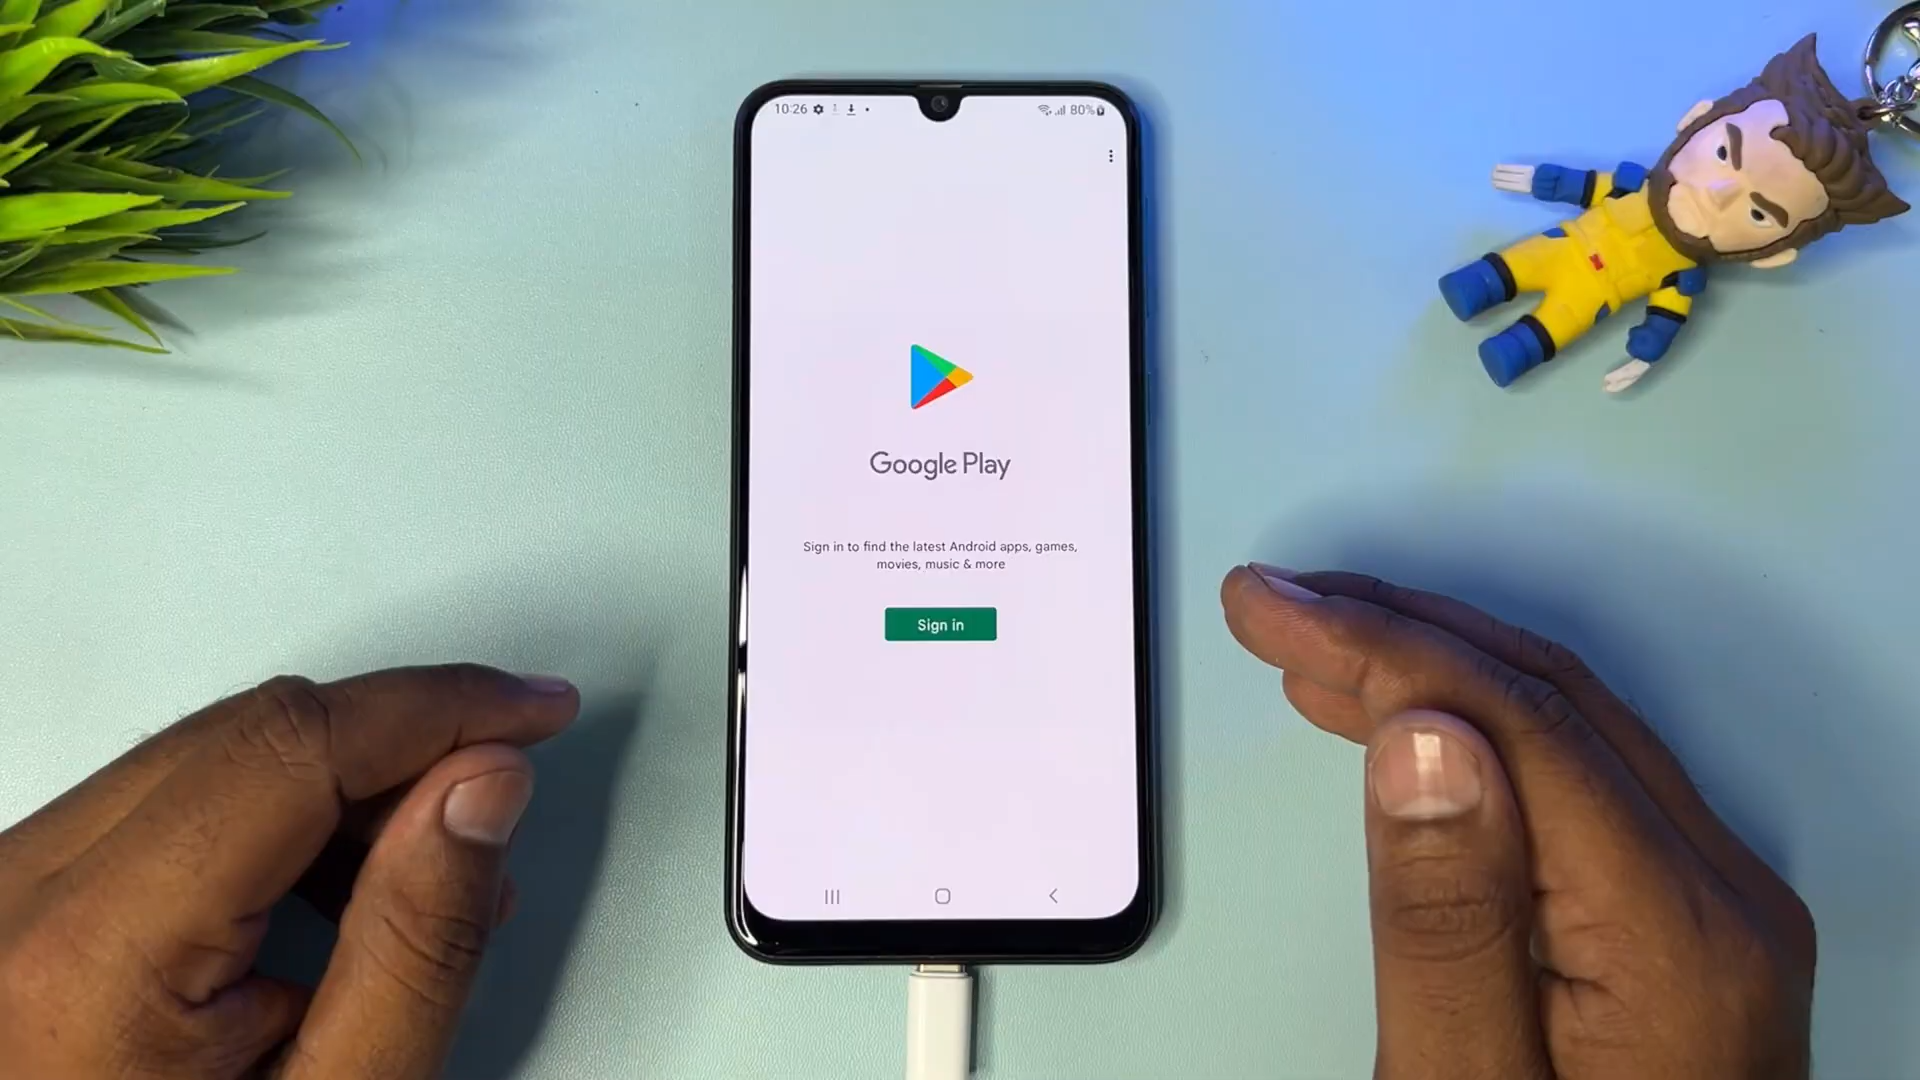 10:26
80%
Google Play
Sign in to find the latest Android apps, games,
movies, music & more
Sign in